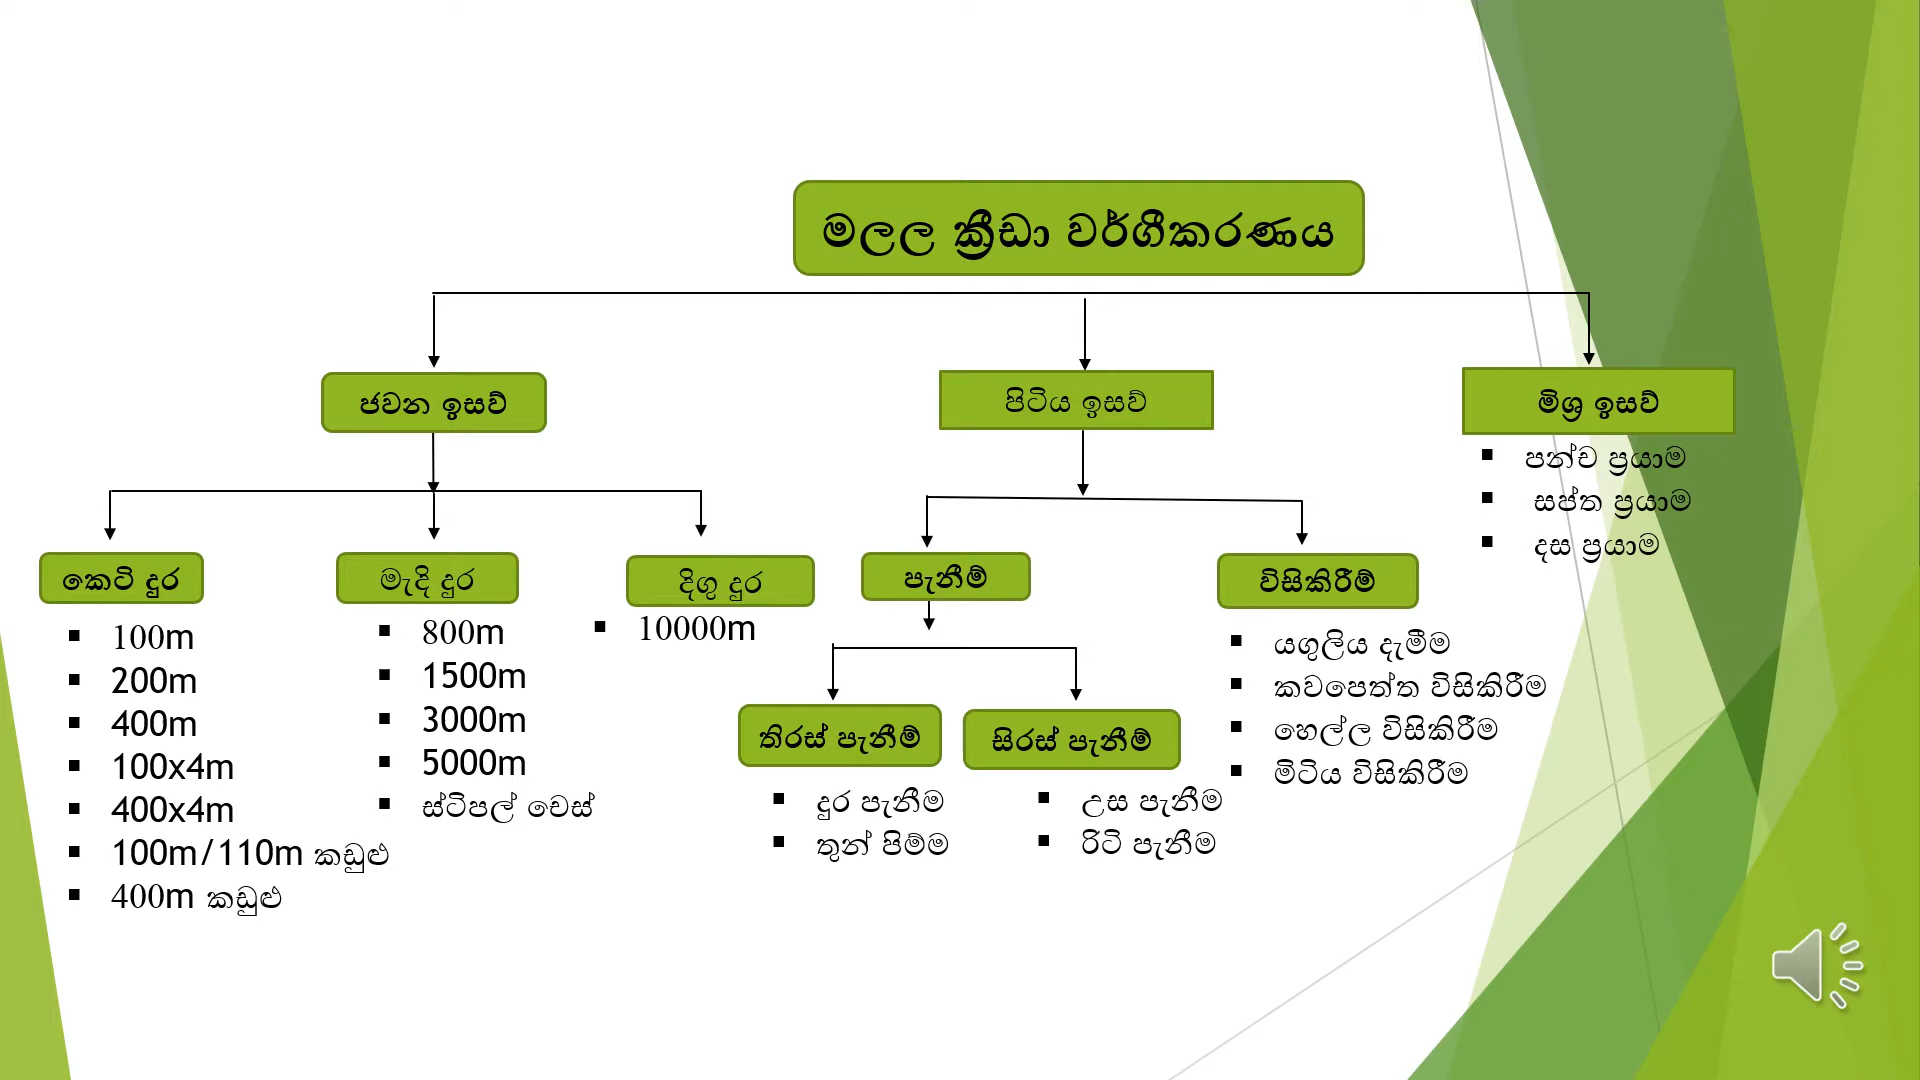 මලල ක්‍රීඩා වර්ගීකරණය
ජවන ඉසව්
පිටිය ඉසව්
මිශ්‍ර ඉසව්
පන්ච ප්‍රයාම
සප්ත ප්‍රයාම
දස ප්‍රයාම
කෙටි දුර
100m
200m
400m
100x4m
400x4m
100m/110m කඩුළු
400m කඩුළු
මැදි දුර
800m
1500m
3000m
5000m
ස්ටිපල් චෙස්
දිගු දුර
10000m
පැනීම්
තිරස් පැනීම්
දුර පැනීම
තුන් පිම්ම
සිරස් පැනීම්
උස පැනීම
රිටි පැනීම
විසිකිරීම්
යගුලිය දැමීම
කවපෙත්ත විසිකිරීම
හෙල්ල විසිකිරීම
මිටිය විසිකිරීම